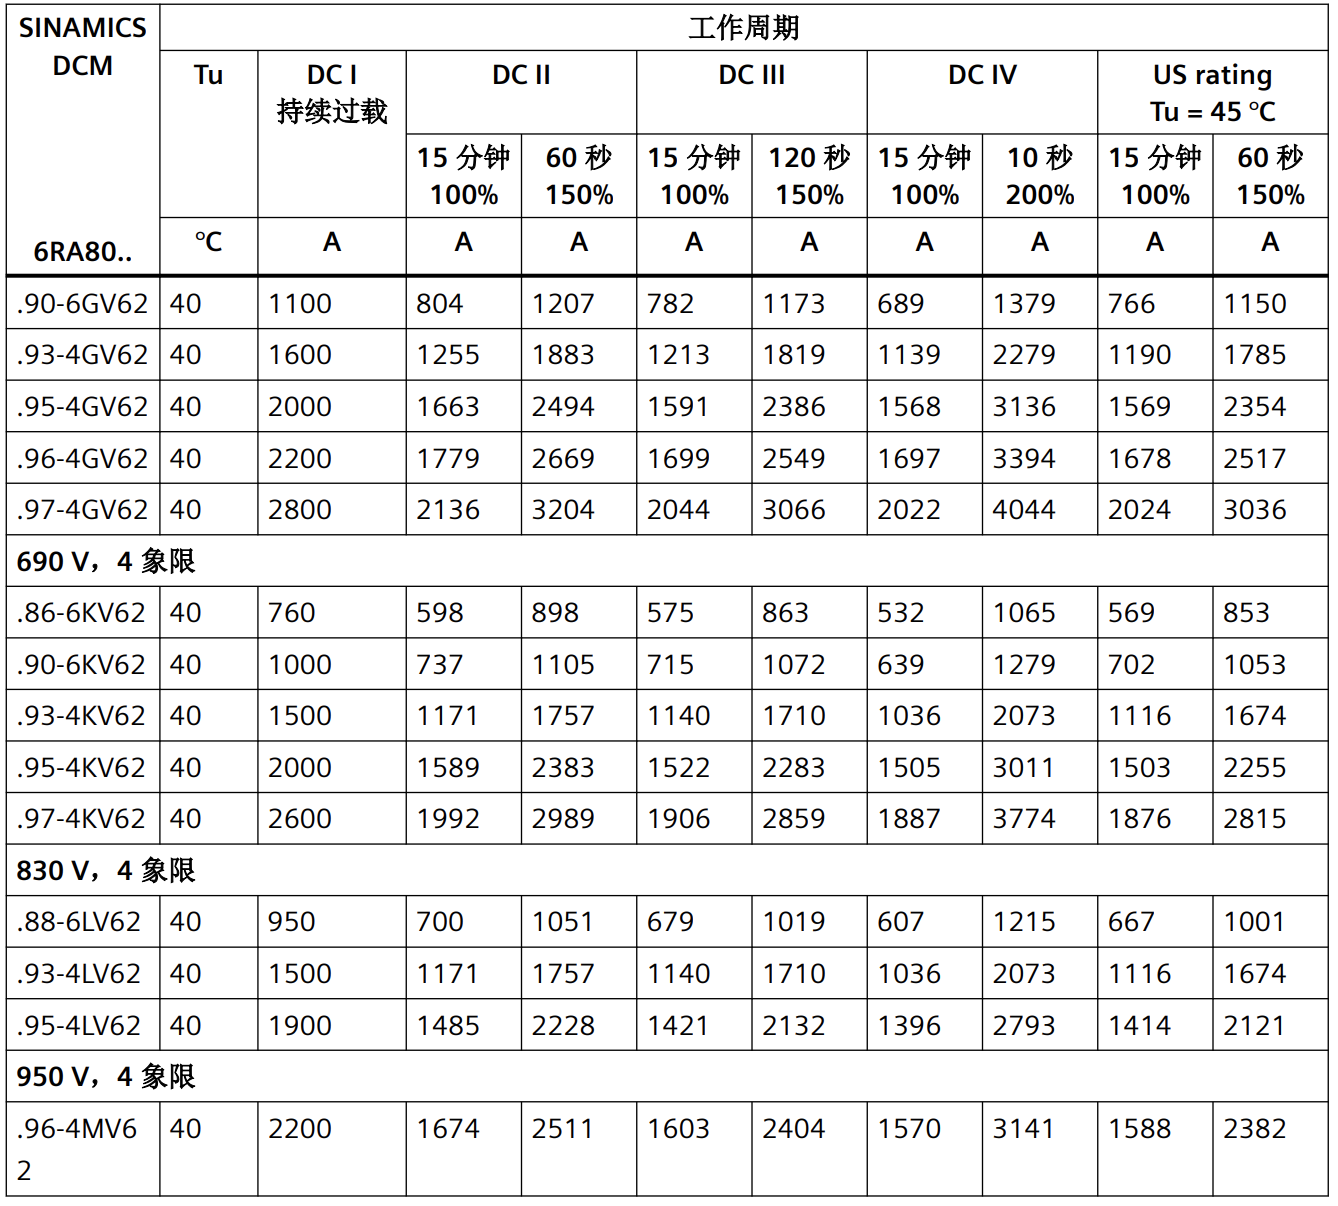 SINAMICS DCM 工作周期
Tu DC I 持续过载 DC II DC III DC IV US rating Tu = 45 °C
15 分钟 100% 60 秒 150% 15 分钟 100% 120 秒 150% 15 分钟 100% 10 秒 200% 15 分钟 100% 60 秒 150%
6RA80.. °C A A A A A A A A A
.90-6GV62 40 1100 804 1207 782 1173 689 1379 766 1150
.93-4GV62 40 1600 1255 1883 1213 1819 1139 2279 1190 1785
.95-4GV62 40 2000 1663 2494 1591 2386 1568 3136 1569 2354
.96-4GV62 40 2200 1779 2669 1699 2549 1697 3394 1678 2517
.97-4GV62 40 2800 2136 3204 2044 3066 2022 4044 2024 3036
690 V，4 象限
.86-6KV62 40 760 598 898 575 863 532 1065 569 853
.90-6KV62 40 1000 737 1105 715 1072 639 1279 702 1053
.93-4KV62 40 1500 1171 1757 1140 1710 1036 2073 1116 1674
.95-4KV62 40 2000 1589 2383 1522 2283 1505 3011 1503 2255
.97-4KV62 40 2600 1992 2989 1906 2859 1887 3774 1876 2815
830 V，4 象限
.88-6LV62 40 950 700 1051 679 1019 607 1215 667 1001
.93-4LV62 40 1500 1171 1757 1140 1710 1036 2073 1116 1674
.95-4LV62 40 1900 1485 2228 1421 2132 1396 2793 1414 2121
950 V，4 象限
.96-4MV6 40 2200 1674 2511 1603 2404 1570 3141 1588 2382
2